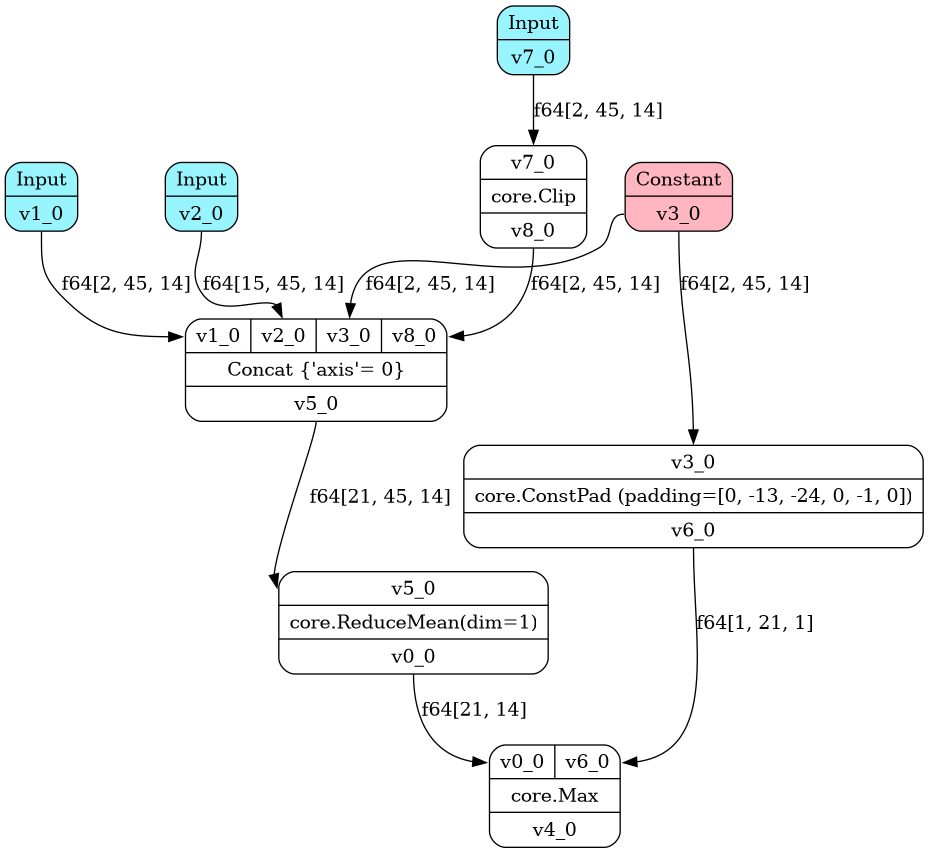 Input
v7_0
f64[2, 45, 14]
Input
v1_0
Input
v2_0
v7_0
core.Clip
v8_0
Constant
v3_0
f64[2, 45, 14]
f64[15, 45, 14]
f64[2, 45, 14]
f64[2, 45, 14]
f64[2, 45, 14]
v1_0 v2_0 v3_0 v8_0
Concat {'axis'= 0}
v5_0
f64[21, 45, 14]
v3_0
core.ConstPad (padding=[0, -13, -24, 0, -1, 0])
v6_0
v5_0
core.ReduceMean(dim=1)
v0_0
f64[1, 21, 1]
f64[21, 14]
v0_0 v6_0
core.Max
v4_0